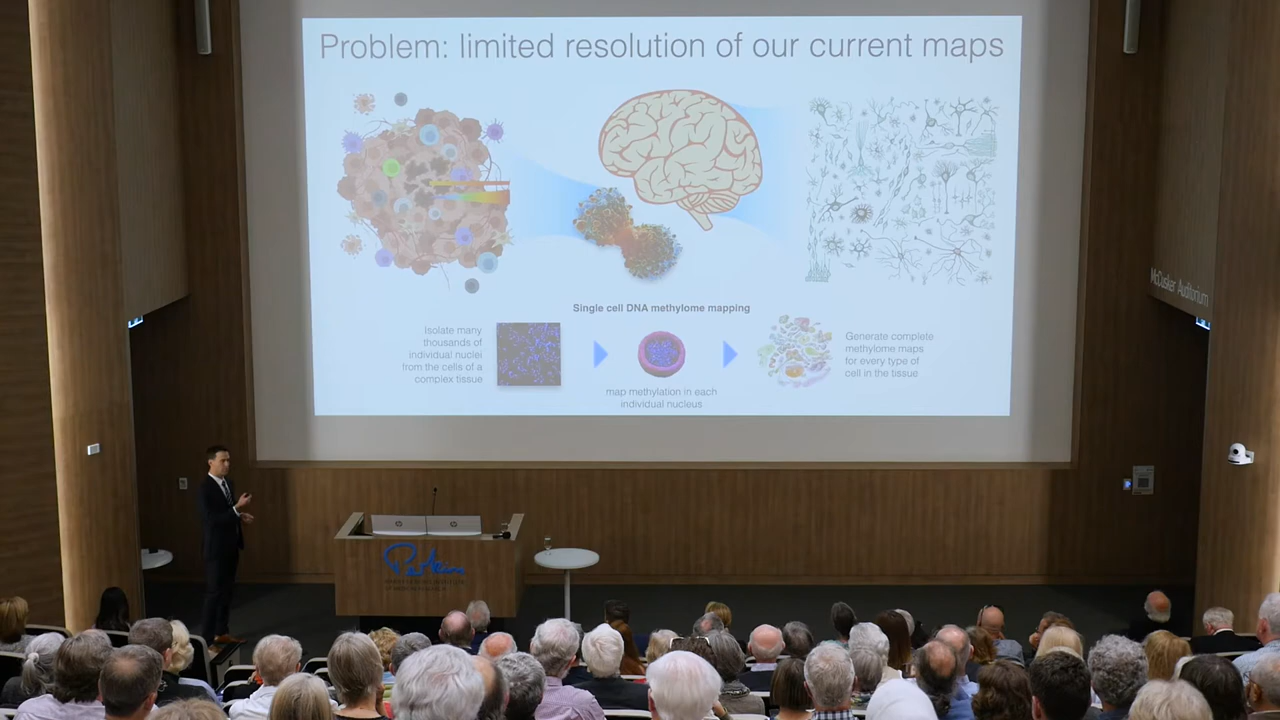 Problem: limited resolution of our current maps
Single cell DNA methylome mapping
Isolate many
thousands of
individual nuclei
from the cells of a
complex tissue
map methylation in each
individual nucleus
Generate complete
methylome maps
for every type of
cell in the tissue
McCusker Auditorium
Perkins